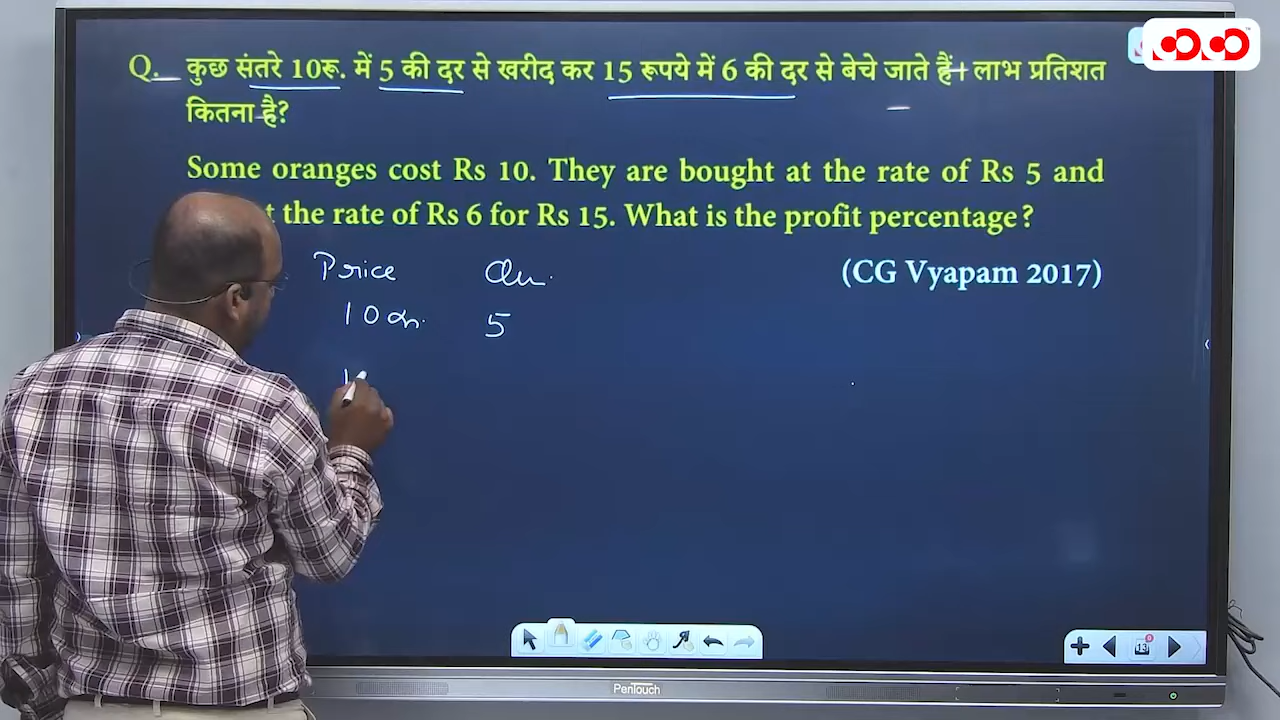 Q. कुछ संतरे 10रू. में 5 की दर से खरीद कर 15 रूपये में 6 की दर से बेचे जाते हैं। लाभ प्रतिशत
कितना है?
Some oranges cost Rs 10. They are bought at the rate of Rs 5 and
t the rate of Rs 6 for Rs 15. What is the profit percentage?
(CG Vyapam 2017)
Price Qu.
10 5
13
PenTouch